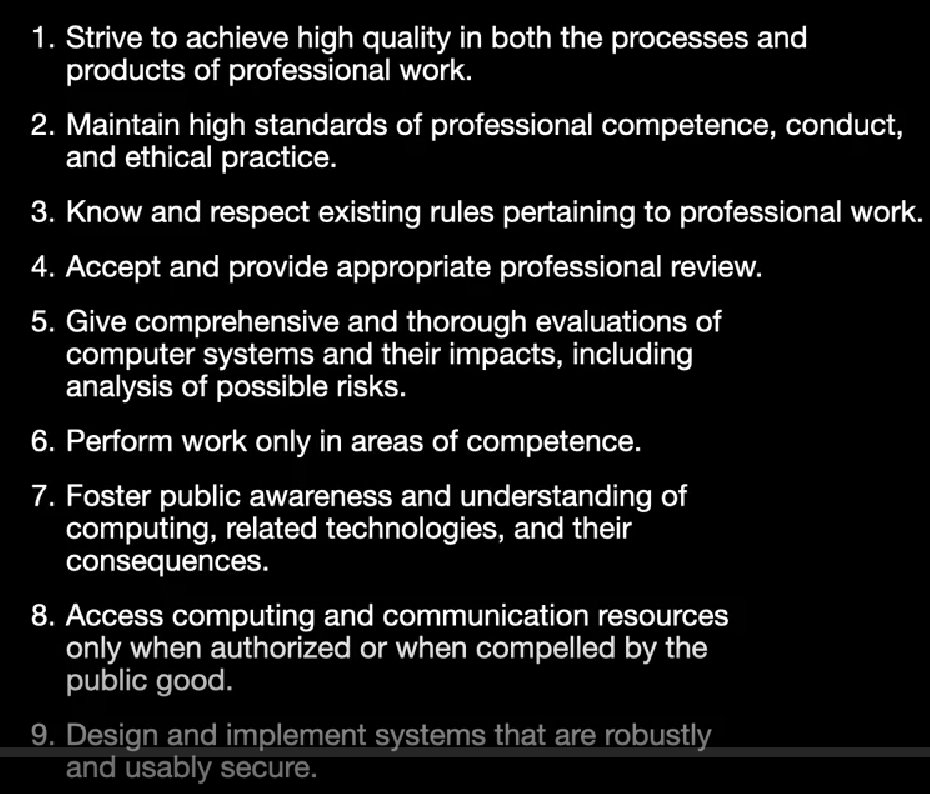 1. Strive to achieve high quality in both the processes and
products of professional work.
2. Maintain high standards of professional competence, conduct,
and ethical practice.
3. Know and respect existing rules pertaining to professional work.
4. Accept and provide appropriate professional review.
5. Give comprehensive and thorough evaluations of
computer systems and their impacts, including
analysis of possible risks.
6. Perform work only in areas of competence.
7. Foster public awareness and understanding of
computing, related technologies, and their
consequences.
8. Access computing and communication resources
only when authorized or when compelled by the
public good.
9. Design and implement systems that are robustly
and usably secure.